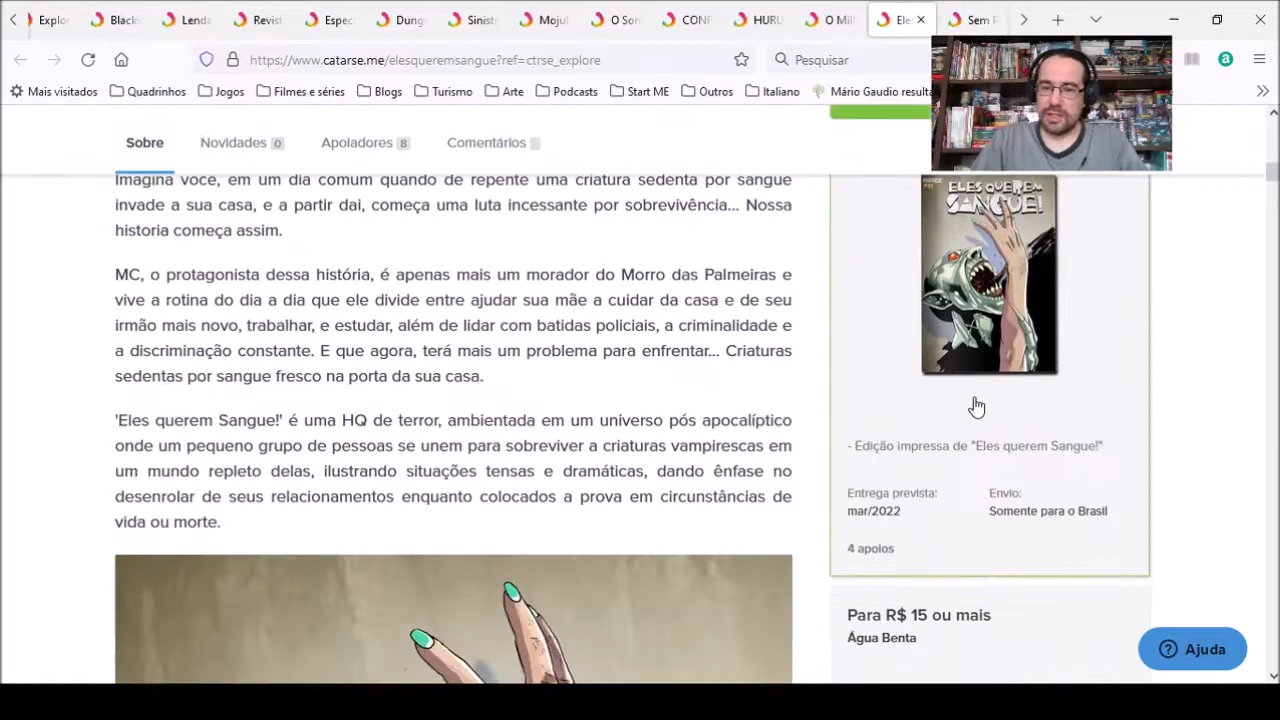 Explor
Black
Lenda
Revist
Espec
Dung
Sinist
Mojul
O Son
CONF
HURL
O Mil
Ele
Sem P
https://www.catarse.me/elesqueremsangue?ref=ctrse_explore
Pesquisar
a
Mais visitados
Quadrinhos
Jogos
Filmes e série
Blogs
Turismo
Arte
Podcasts
Start ME
Outros
Italiano
Mário Gaudio result
Sobre
Novidades 0
Apoiadores 8
Comentários
Imagina você, em um dia comum quando de repente uma criatura sedenta por sangue
invade a sua casa, e a partir dai, começa uma luta incessante por sobrevivência... Nossa
historia começa assim.
MC, o protagonista dessa história, é apenas mais um morador do Morro das Palmeiras e
vive a rotina do dia a dia que ele divide entre ajudar sua mãe a cuidar da casa e de seu
irmão mais novo, trabalhar, e estudar, além de lidar com batidas policiais, a criminalidade e
a discriminação constante. E que agora, terá mais um problema para enfrentar... Criaturas
sedentas por sangue fresco na porta da sua casa.
'Eles querem Sangue!' é uma HQ de terror, ambientada em um universo pós apocalíptico
onde um pequeno grupo de pessoas se unem para sobreviver a criaturas vampirescas em
um mundo repleto delas, ilustrando situações tensas e dramáticas, dando ênfase no
desenrolar de seus relacionamentos enquanto colocados a prova em circunstâncias de
vida ou morte.
ELES QUEREM
SANGUE!
- Edição impressa de "Eles querem Sangue!"
Entrega prevista:
mar/2022
Envio:
Somente para o Brasil
4 apoios
Para R$ 15 ou mais
Água Benta
? Ajuda